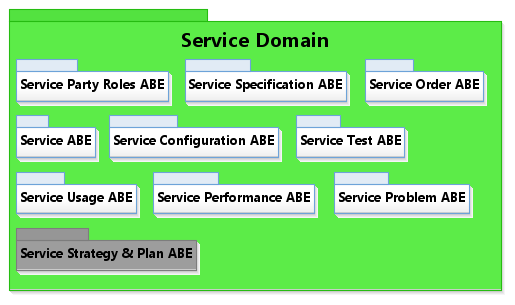 Service Domain
Service Party Roles ABE
Service Specification ABE
Service Order ABE
Service ABE
Service Configuration ABE
Service Test ABE
Service Usage ABE
Service Performance ABE
Service Problem ABE
Service Strategy & Plan ABE